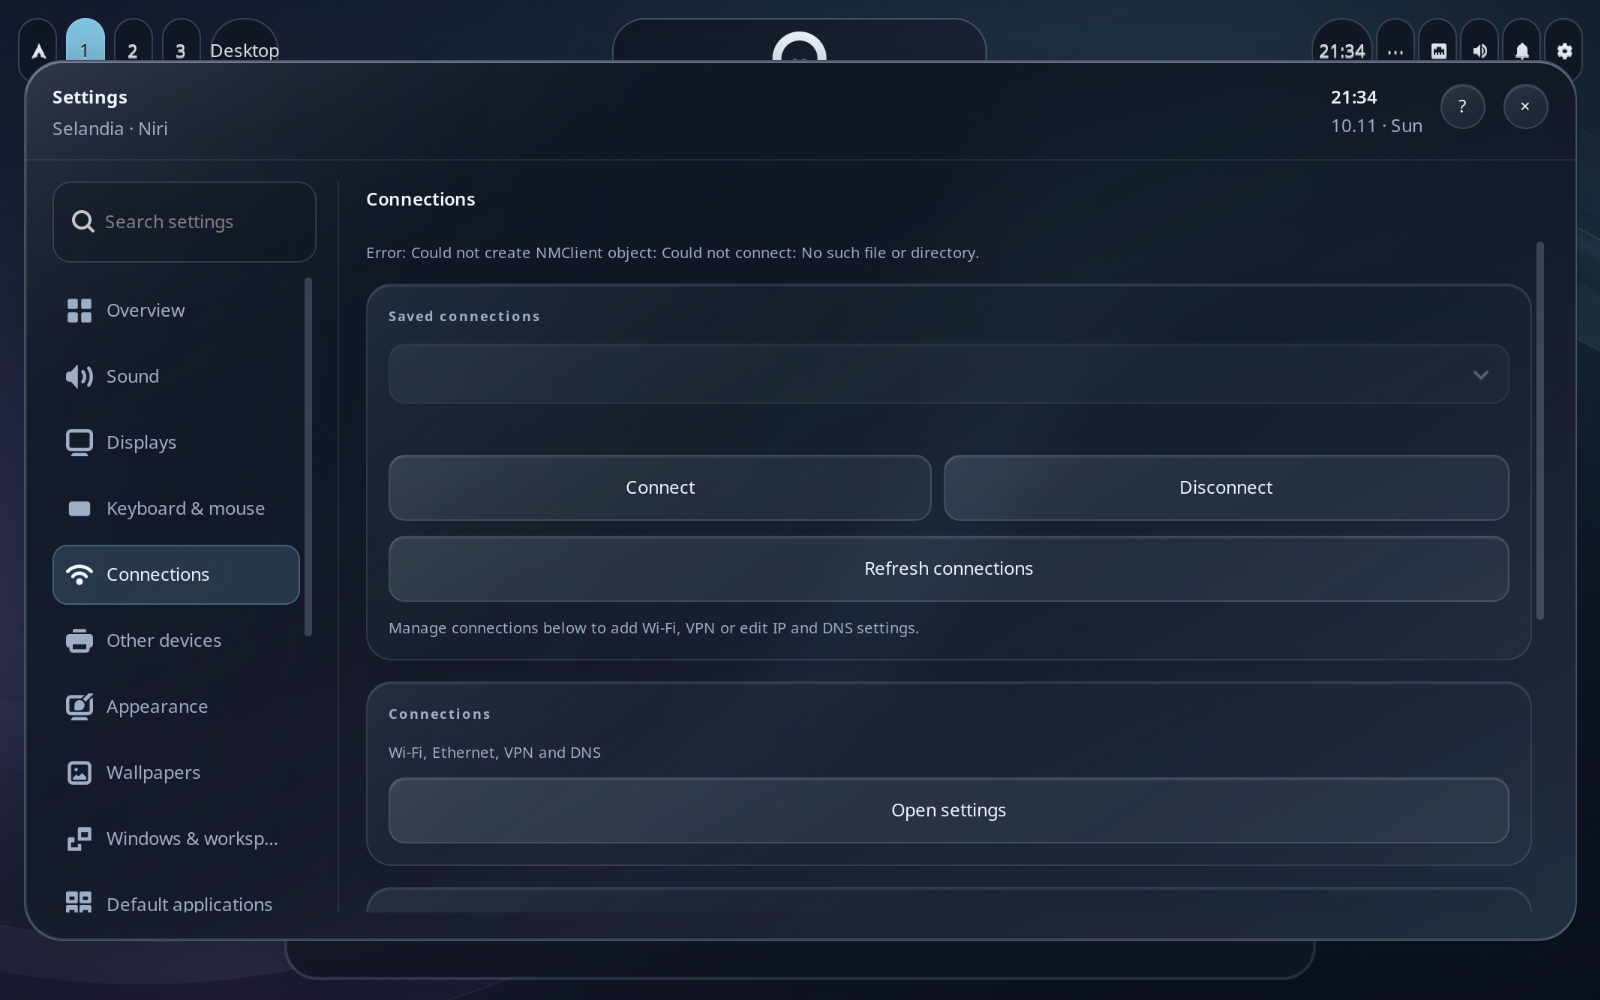 1
2
3
Desktop
21:34
...
Settings
Selandia · Niri
21:34
10.11 · Sun
?
×
Search settings
Overview
Sound
Displays
Keyboard & mouse
Connections
Other devices
Appearance
Wallpapers
Windows & worksp...
Default applications
Connections
Error: Could not create NMClient object: Could not connect: No such file or directory.
Saved connections
Connect
Disconnect
Refresh connections
Manage connections below to add Wi-Fi, VPN or edit IP and DNS settings.
Connections
Wi-Fi, Ethernet, VPN and DNS
Open settings